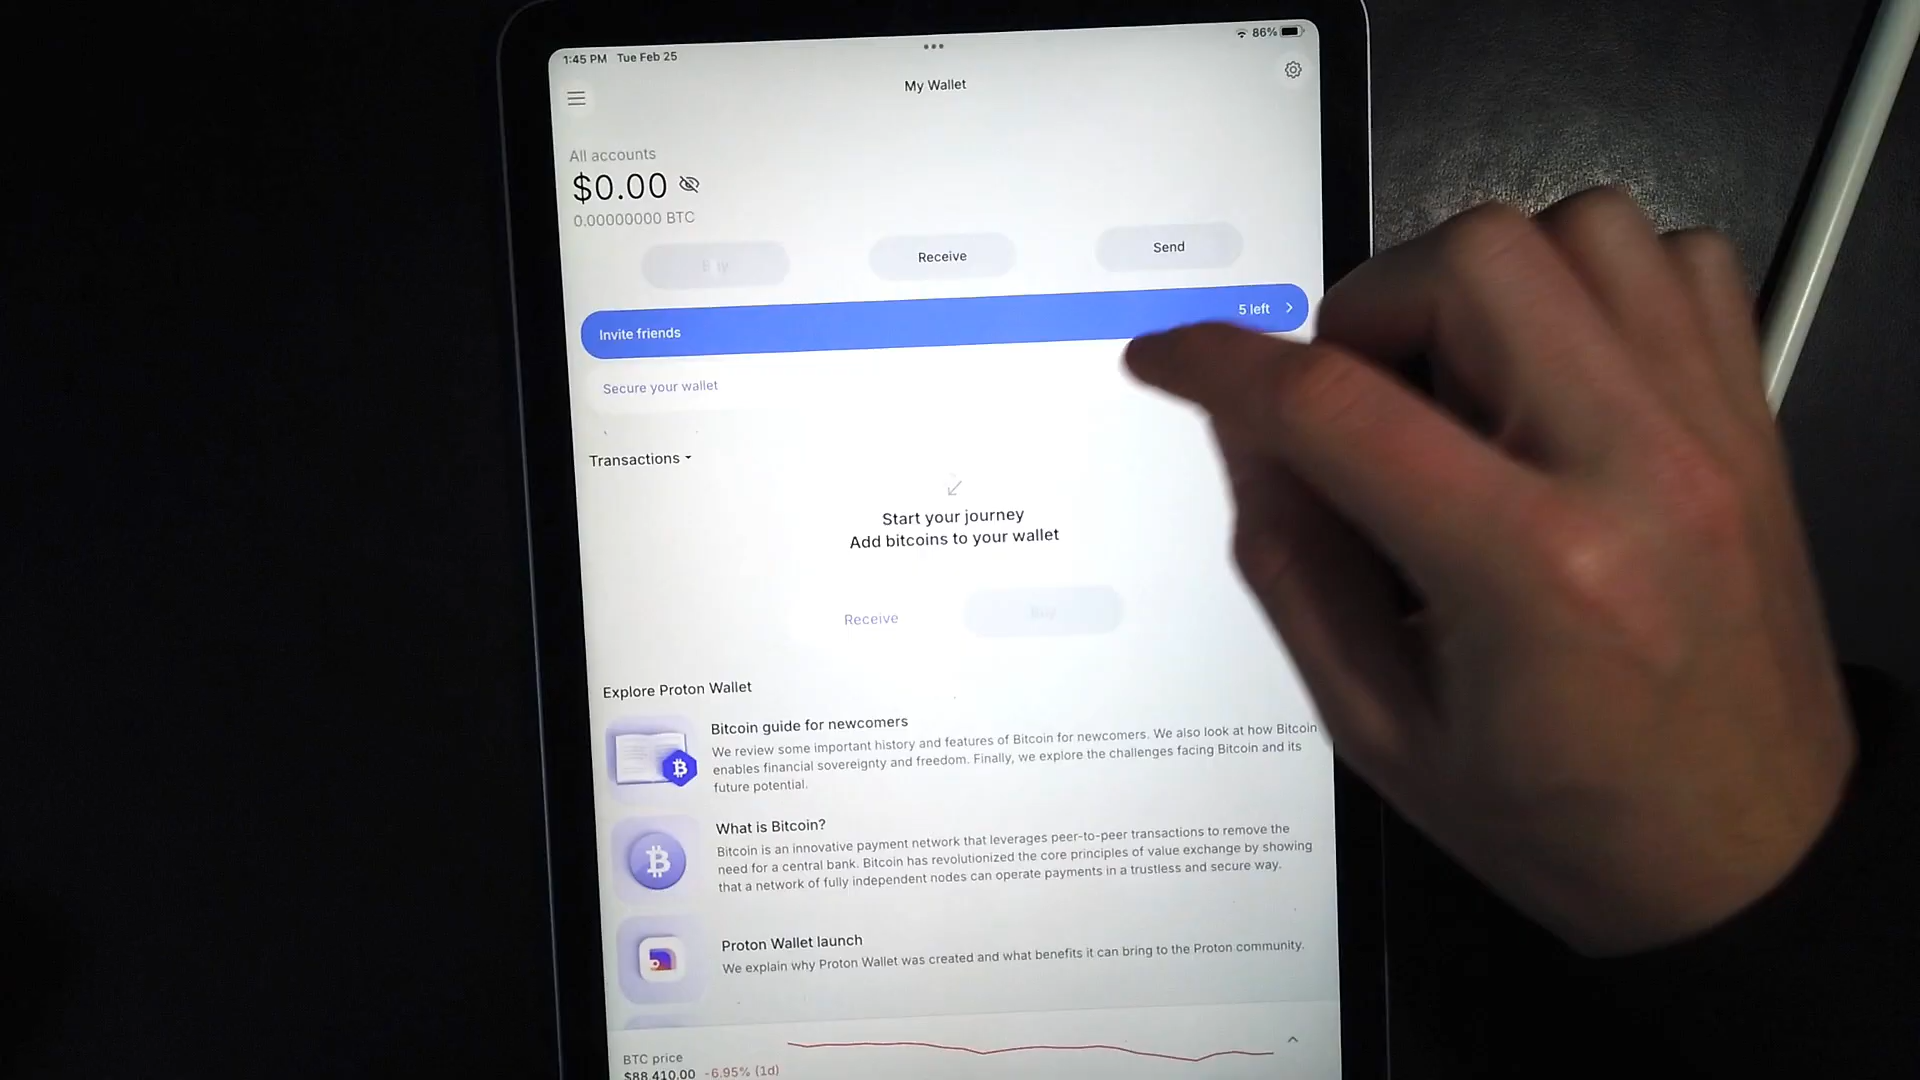 1:45 PM Tue Feb 25
86%
My Wallet
All accounts
$0.00
0.00000000 BTC
Buy
Receive
Send
Invite friends
5 left
Secure your wallet
Transactions
Start your journey
Add bitcoins to your wallet
Receive
Buy
Explore Proton Wallet
Bitcoin guide for newcomers
We review some important history and features of Bitcoin for newcomers. We also look at how Bitcoin
enables financial sovereignty and freedom. Finally, we explore the challenges facing Bitcoin and its
future potential.
What is Bitcoin?
Bitcoin is an innovative payment network that leverages peer-to-peer transactions to remove the
need for a central bank. Bitcoin has revolutionized the core principles of value exchange by showing
that a network of fully independent nodes can operate payments in a trustless and secure way.
Proton Wallet launch
We explain why Proton Wallet was created and what benefits it can bring to the Proton community.
BTC price
$88,410.00 -6.95% (1d)